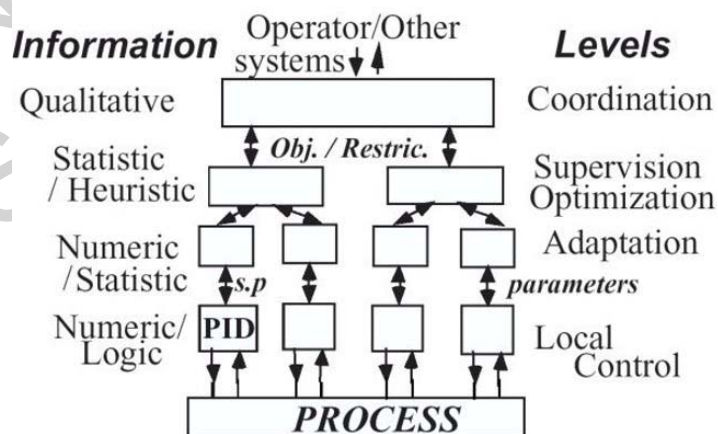 Information
Operator/Other
systems
Levels
Qualitative
Coordination
Obj. / Restric.
Statistic
/ Heuristic
Supervision
Optimization
Numeric
/Statistic
Adaptation
s.p
parameters
Numeric/
Logic
PID
Local
Control
PROCESS